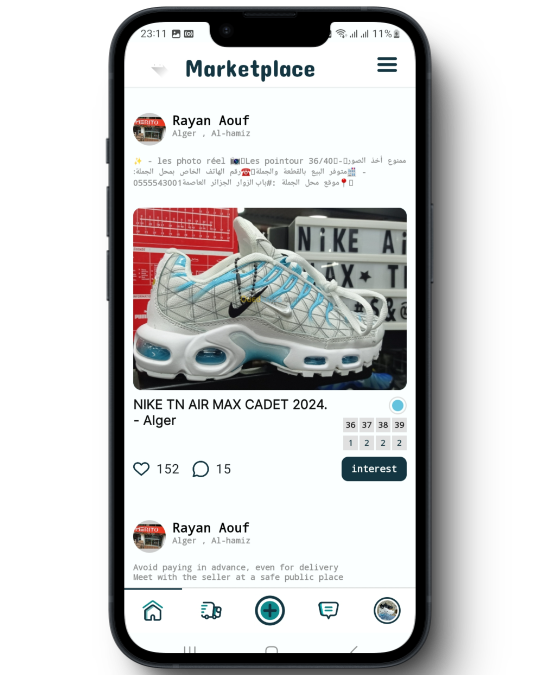 23:11 11%
Marketplace
MERITO
Rayan Aouf
Alger , Al-hamiz
✨ - les photo réel 📷Les pointour 36/40-ممنوع أخذ الصور
- متوفر البيع بالقطعة والجملة☎️رقم الهاتف الخاص بمحل الجملة:
0555543001📍موقع محل الجملة :#باب_الزوار الجزائر العاصمة
NiKE Ai
AX★ T
NIKE TN AIR MAX CADET 2024.
- Alger
36 37 38 39
1 2 2 2
152 15
interest
MERITO
Rayan Aouf
Alger , Al-hamiz
Avoid paying in advance, even for delivery
Meet with the seller at a safe public place